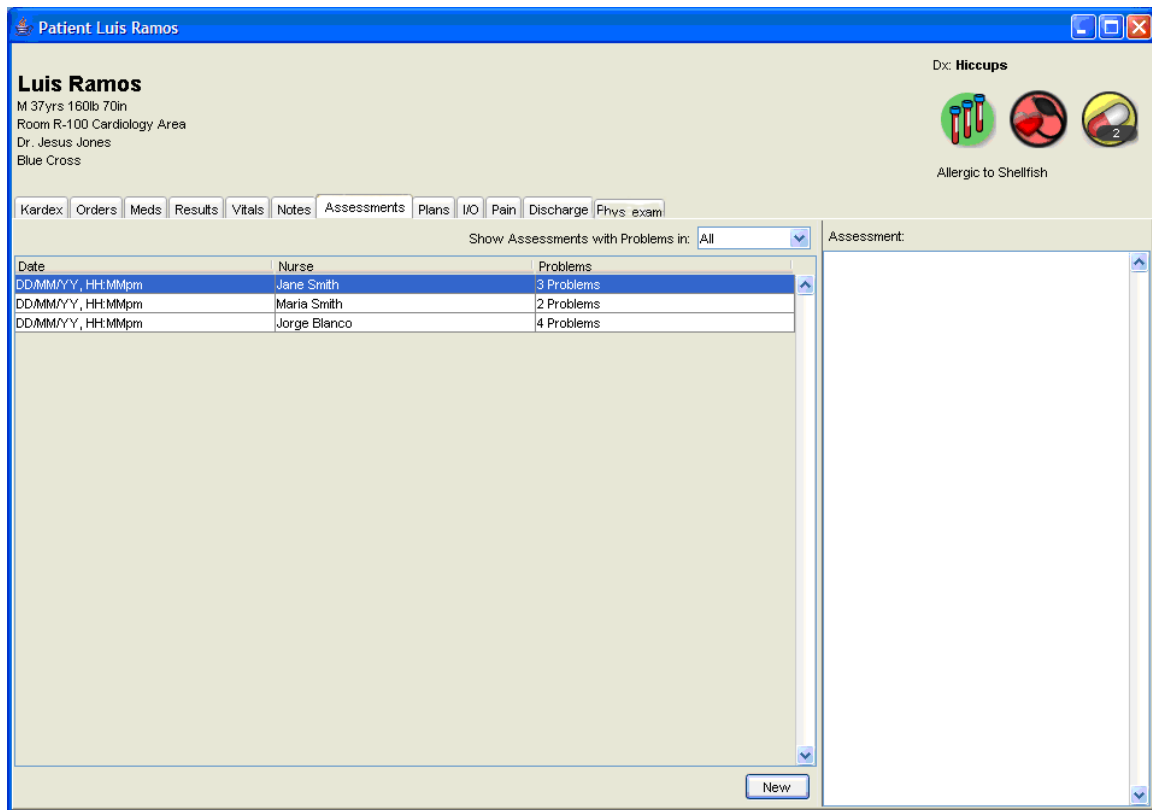 Patient Luis Ramos
Dx: Hiccups
Luis Ramos
M 37yrs 160lb 70in
Room R-100 Cardiology Area
Dr. Jesus Jones
Blue Cross
2
Allergic to Shellfish
Kardex Orders Meds Results Vitals Notes Assessments Plans I/O Pain Discharge Phys exam
Show Assessments with Problems in: All
Assessment:
Date Nurse Problems
DD/MM/YY, HH:MMpm Jane Smith 3 Problems
DD/MM/YY, HH:MMpm Maria Smith 2 Problems
DD/MM/YY, HH:MMpm Jorge Blanco 4 Problems
New